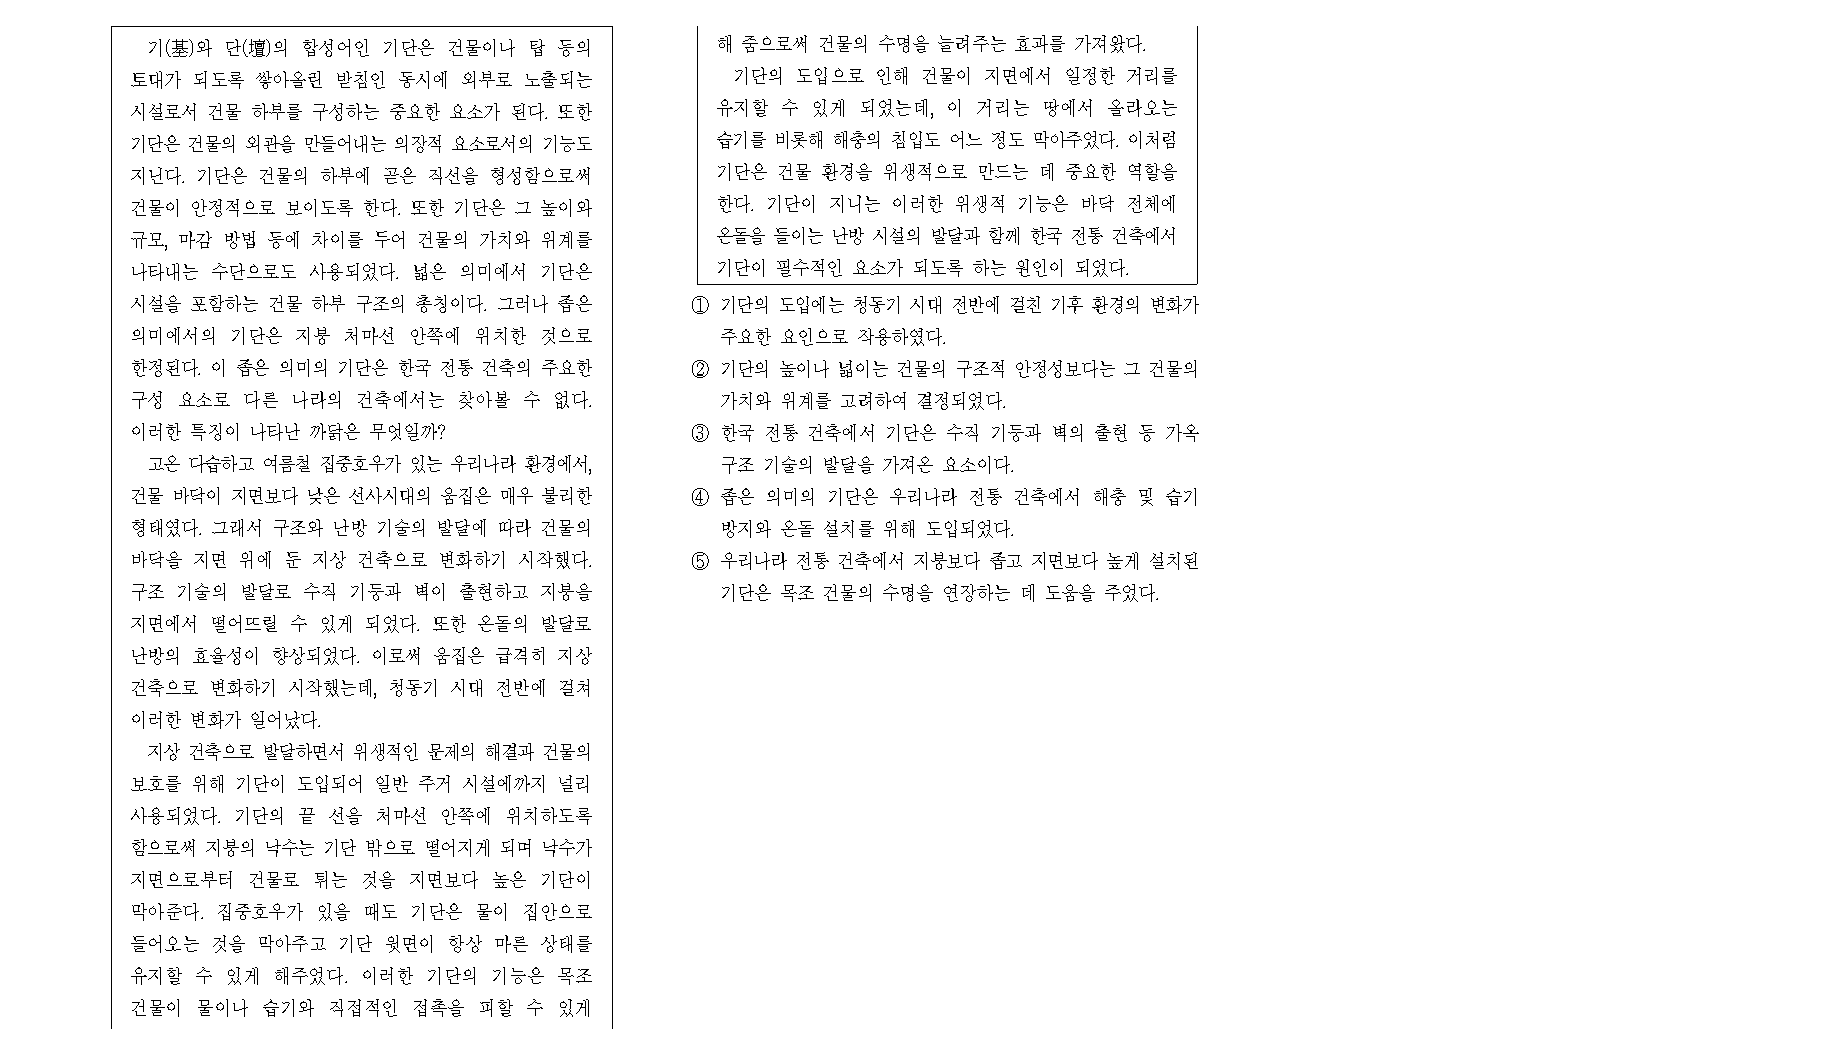 기(基)와 단(壇)의 합성어인 기단은 건물이나 탑 등의
토대가 되도록 쌓아올린 받침인 동시에 외부로 노출되는
시설로서 건물 하부를 구성하는 중요한 요소가 된다. 또한
기단은 건물의 외관을 만들어내는 의장적 요소로서의 기능도
지닌다. 기단은 건물의 하부에 곧은 직선을 형성함으로써
건물이 안정적으로 보이도록 한다. 또한 기단은 그 높이와
규모, 마감 방법 등에 차이를 두어 건물의 가치와 위계를
나타내는 수단으로도 사용되었다. 넓은 의미에서 기단은
시설을 포함하는 건물 하부 구조의 총칭이다. 그러나 좁은
의미에서의 기단은 지붕 처마선 안쪽에 위치한 것으로
한정된다. 이 좁은 의미의 기단은 한국 전통 건축의 주요한
구성 요소로 다른 나라의 건축에서는 찾아볼 수 없다.
이러한 특징이 나타난 까닭은 무엇일까?
고온 다습하고 여름철 집중호우가 있는 우리나라 환경에서,
건물 바닥이 지면보다 낮은 선사시대의 움집은 매우 불리한
형태였다. 그래서 구조와 난방 기술의 발달에 따라 건물의
바닥을 지면 위에 둔 지상 건축으로 변화하기 시작했다.
구조 기술의 발달로 수직 기둥과 벽이 출현하고 지붕을
지면에서 떨어뜨릴 수 있게 되었다. 또한 온돌의 발달로
난방의 효율성이 향상되었다. 이로써 움집은 급격히 지상
건축으로 변화하기 시작했는데, 청동기 시대 전반에 걸쳐
이러한 변화가 일어났다.
지상 건축으로 발달하면서 위생적인 문제의 해결과 건물의
보호를 위해 기단이 도입되어 일반 주거 시설에까지 널리
사용되었다. 기단의 끝 선을 처마선 안쪽에 위치하도록
함으로써 지붕의 낙수는 기단 밖으로 떨어지게 되며 낙수가
지면으로부터 건물로 튀는 것을 지면보다 높은 기단이
막아준다. 집중호우가 있을 때도 기단은 물이 집안으로
들어오는 것을 막아주고 기단 윗면이 항상 마른 상태를
유지할 수 있게 해주었다. 이러한 기단의 기능은 목조
건물이 물이나 습기와 직접적인 접촉을 피할 수 있게
해 줌으로써 건물의 수명을 늘려주는 효과를 가져왔다.
기단의 도입으로 인해 건물이 지면에서 일정한 거리를
유지할 수 있게 되었는데, 이 거리는 땅에서 올라오는
습기를 비롯해 해충의 침입도 어느 정도 막아주었다. 이처럼
기단은 건물 환경을 위생적으로 만드는 데 중요한 역할을
한다. 기단이 지니는 이러한 위생적 기능은 바닥 전체에
온돌을 들이는 난방 시설의 발달과 함께 한국 전통 건축에서
기단이 필수적인 요소가 되도록 하는 원인이 되었다.
① 기단의 도입에는 청동기 시대 전반에 걸친 기후 환경의 변화가
주요한 요인으로 작용하였다.
② 기단의 높이나 넓이는 건물의 구조적 안정성보다는 그 건물의
가치와 위계를 고려하여 결정되었다.
③ 한국 전통 건축에서 기단은 수직 기둥과 벽의 출현 등 가옥
구조 기술의 발달을 가져온 요소이다.
④ 좁은 의미의 기단은 우리나라 전통 건축에서 해충 및 습기
방지와 온돌 설치를 위해 도입되었다.
⑤ 우리나라 전통 건축에서 지붕보다 좁고 지면보다 높게 설치된
기단은 목조 건물의 수명을 연장하는 데 도움을 주었다.